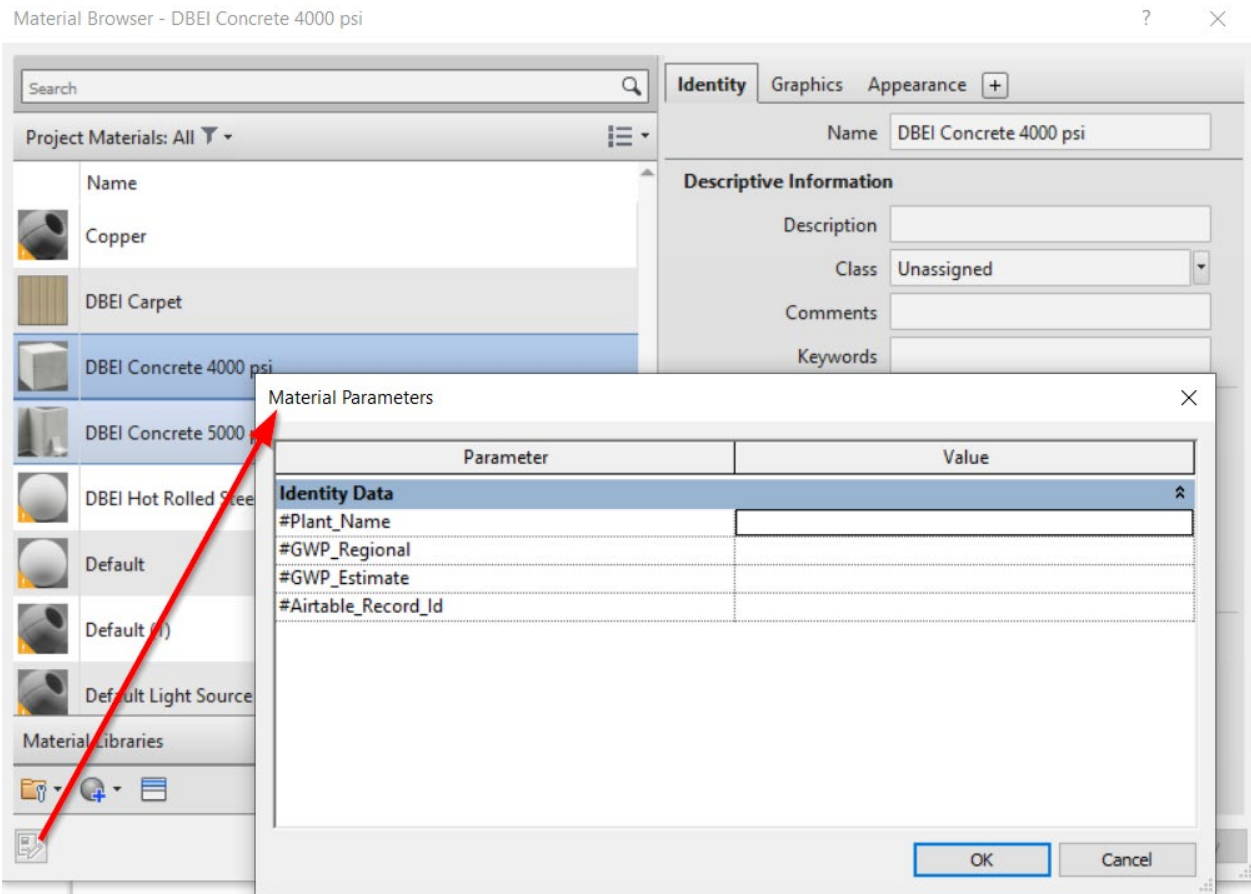 Material Browser - DBEI Concrete 4000 psi
?
Search
Project Materials: All
Name
Copper
DBEI Carpet
DBEI Concrete 4000 psi
DBEI Concrete 5000
DBEI Hot Rolled Stee
Default
Default (1)
Default Light Source
Material Libraries
Identity Graphics Appearance +
Name DBEI Concrete 4000 psi
Descriptive Information
Description
Class Unassigned
Comments
Keywords
Material Parameters
Parameter Value
Identity Data
#Plant_Name
#GWP_Regional
#GWP_Estimate
#Airtable_Record_Id
OK Cancel